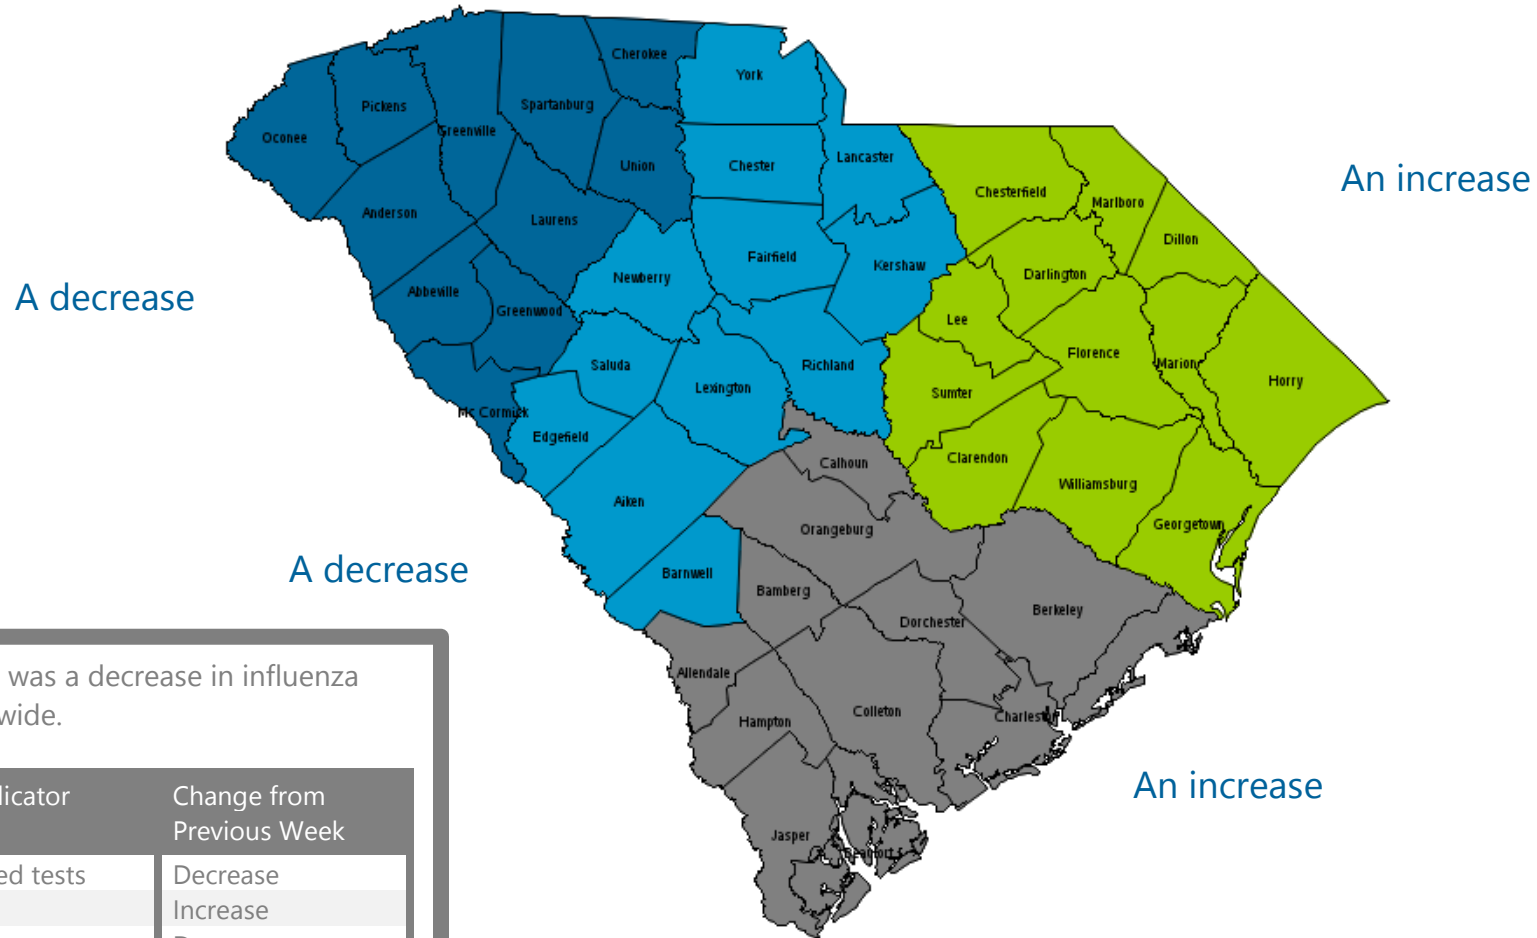 Cherokee
York
Pickens
Spartanburg
Greenville
Oconee
Union
Chester
Lancaster
An increase
Chesterfield
Marlboro
Anderson
Laurens
Dillon
Fairfield
Kershaw
Newberry
Darlington
A decrease
Abbeville
Greenwood
Lee
Florence
Marion
Saluda
Richland
Horry
Lexington
Sumter
Mc Cormick
Edgefield
Calhoun
Clarendon
Williamsburg
Aiken
Orangeburg
Georgetown
A decrease
Barnwell
Bamberg
Berkeley
Dorchester
Allendale
Colleton
Hampton
An increase
Jasper
was a decrease in influenza
wide.
Change from
Previous Week
tests
Decrease
Increase